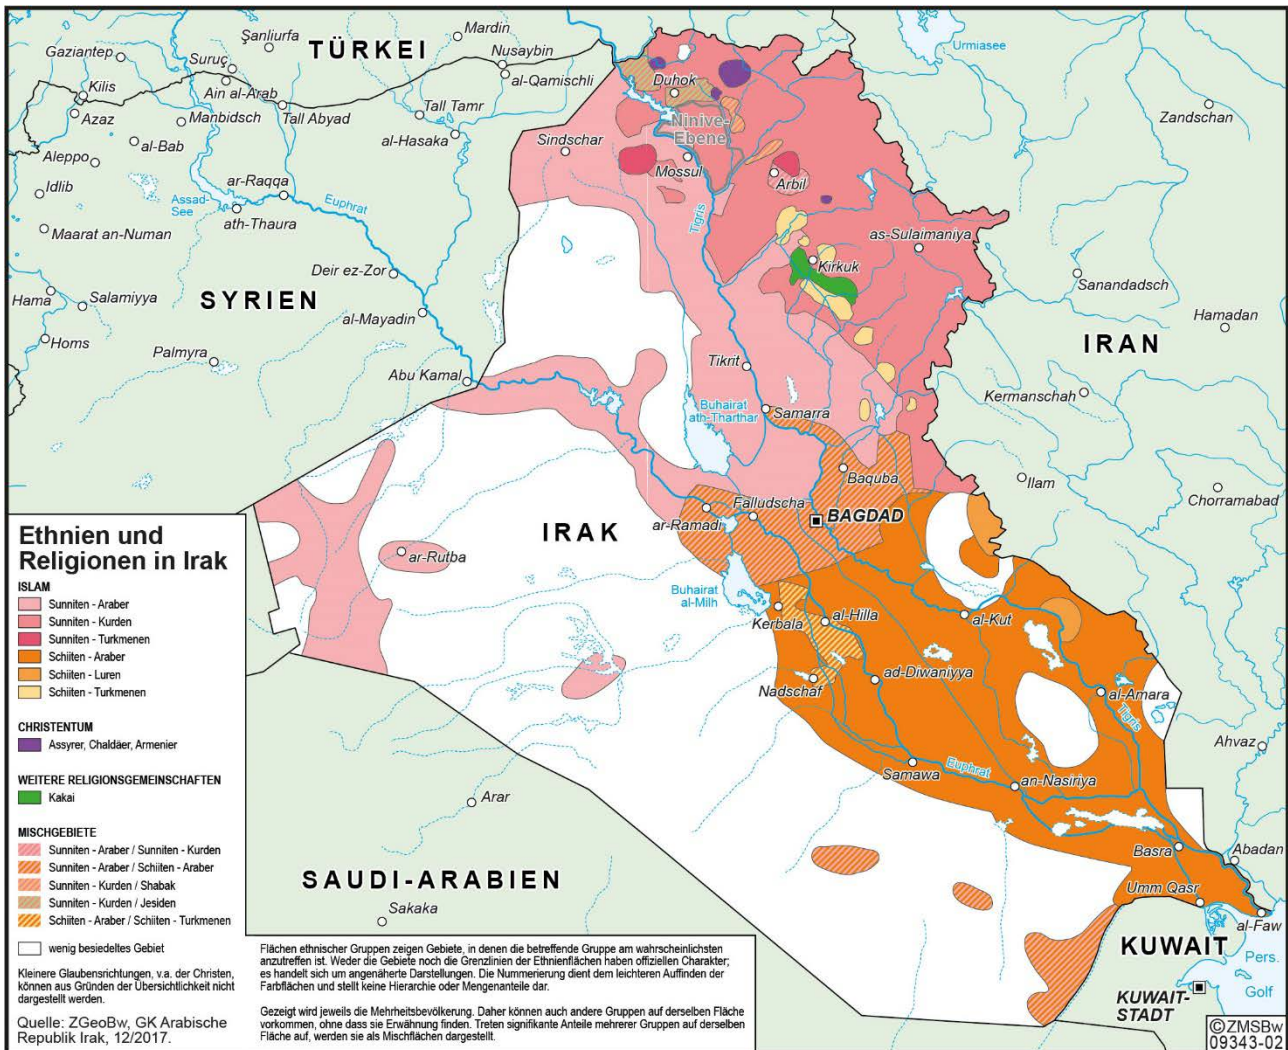 TÜRKEI
Mardin
Nusaybin
al-Qamischli
Şanlıurfa
Gaziantep
Suruç
Ain al-Arab
Kilis
Manbidsch
Tall Abyad
Tall Tamr
al-Hasaka
Azaz
al-Bab
Aleppo
Idlib
ar-Raqqa
Assad-
See
ath-Thaura
Euphrat
Maarat an-Numan
Deir ez-Zor
SYRIEN
Hama
Salamiyya
al-Mayadin
Homs
Palmyra
Abu Kamal
Urmiasee
Duhok
Ninive-
Ebene
Sindschar
Mossul
Arbil
Tigris
Kirkuk
as-Sulaimaniya
Zandschan
Sanandadsch
Hamadan
IRAN
Kermanschah
Tikrit
Buhairat
ath-Tharthar
Samarra
Baquba
Ilam
Chorramabad
Falludscha
BAGDAD
ar-Ramadi
IRAK
ar-Rutba
Buhairat
al-Milh
Kerbala
al-Hilla
al-Kut
Nadschaf
ad-Diwaniyya
al-Amara
Tigris
Ahvaz
Samawa
Euphrat
an-Nasiriya
Arar
Basra
Abadan
Umm Qasr
al-Faw
SAUDI-ARABIEN
Sakaka
KUWAIT
Pers.
Golf
KUWAIT-
STADT
Ethnien und
Religionen in Irak
ISLAM
Sunniten - Araber
Sunniten - Kurden
Sunniten - Turkmenen
Schiiten - Araber
Schiiten - Luren
Schiiten - Turkmenen
CHRISTENTUM
Assyrer, Chaldäer, Armenier
WEITERE RELIGIONSGEMEINSCHAFTEN
Kakai
MISCHGEBIETE
Sunniten - Araber / Sunniten - Kurden
Sunniten - Araber / Schiiten - Araber
Sunniten - Kurden / Shabak
Sunniten - Kurden / Jesiden
Schiiten - Araber / Schiiten - Turkmenen
wenig besiedeltes Gebiet
Kleinere Glaubensrichtungen, v.a. der Christen,
können aus Gründen der Übersichtlichkeit nicht
dargestellt werden.
Quelle: ZGeoBw, GK Arabische
Republik Irak, 12/2017.
Flächen ethnischer Gruppen zeigen Gebiete, in denen die betreffende Gruppe am wahrscheinlichsten
anzutreffen ist. Weder die Gebiete noch die Grenzlinien der Ethnienflächen haben offiziellen Charakter;
es handelt sich um angenäherte Darstellungen. Die Nummerierung dient dem leichteren Auffinden der
Farbflächen und stellt keine Hierarchie oder Mengenanteile dar.
Gezeigt wird jeweils die Mehrheitsbevölkerung. Daher können auch andere Gruppen auf derselben Fläche
vorkommen, ohne dass sie Erwähnung finden. Treten signifikante Anteile mehrerer Gruppen auf derselben
Fläche auf, werden sie als Mischflächen dargestellt.
©ZMSBw
09343-02